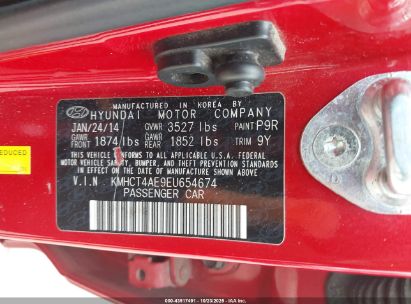 MANUFACTURED IN KOREA BY
HYUNDAI MOTOR COMPANY
JAN/24/14 GVWR 3527 lbs PAINT P9R
GAWR FRONT 1874 lbs GAWR REAR 1852 lbs TRIM 9Y
THIS VEHICLE CONFORMS TO ALL APPLICABLE U.S.A. FEDERAL
MOTOR VEHICLE SAFETY, BUMPER, AND THEFT PREVENTION STANDARDS
IN EFFECT ON THE DATE OF MANUFACTURE SHOWN ABOVE.
V.I.N KMHCT4AE9EU654674
PASSENGER CAR
REDUCED